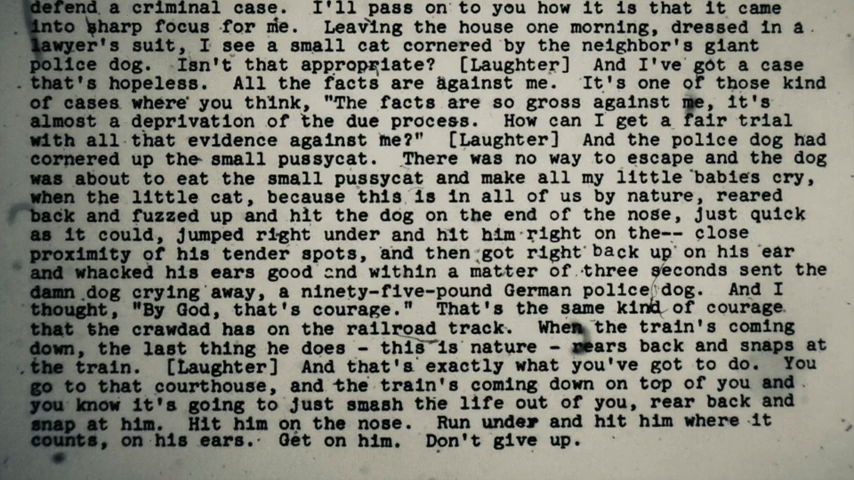 defend a criminal case.  I'll pass on to you how it is that it came
into sharp focus for me.  Leaving the house one morning, dressed in a
lawyer's suit, I see a small cat cornered by the neighbor's giant
police dog.  Isn't that appropriate?  [Laughter]  And I've got a case
that's hopeless.  All the facts are against me.  It's one of those kind
of cases where you think, "The facts are so gross against me, it's
almost a deprivation of the due process.  How can I get a fair trial
with all that evidence against me?"  [Laughter]  And the police dog had
cornered up the small pussycat.  There was no way to escape and the dog
was about to eat the small pussycat and make all my little babies cry,
when the little cat, because this is in all of us by nature, reared
back and fuzzed up and hit the dog on the end of the nose, just quick
as it could, jumped right under and hit him right on the-- close
proximity of his tender spots, and then got right back up on his ear
and whacked his ears good and within a matter of three seconds sent the
damn dog crying away, a ninety-five-pound German police dog.  And I
thought, "By God, that's courage."  That's the same kind of courage
that the crawdad has on the railroad track.  When the train's coming
down, the last thing he does - this is nature - rears back and snaps at
the train.  [Laughter]  And that's exactly what you've got to do.  You
go to that courthouse, and the train's coming down on top of you and
you know it's going to just smash the life out of you, rear back and
snap at him.  Hit him on the nose.  Run under and hit him where it
counts, on his ears.  Get on him.  Don't give up.